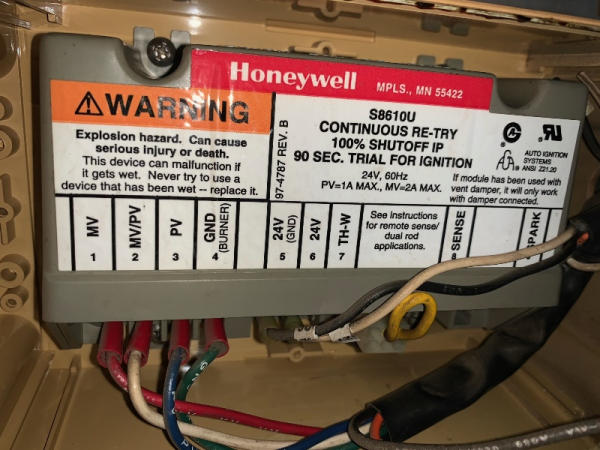 Honeywell MPLS., MN 55422
WARNING
Explosion hazard. Can cause
serious injury or death.
This device can malfunction if
it gets wet. Never try to use a
device that has been wet -- replace it.
97-4787 REV. B
S8610U
CONTINUOUS RE-TRY
100% SHUTOFF IP
90 SEC. TRIAL FOR IGNITION
24V, 60Hz
PV=1A MAX., MV=2A MAX.
AUTO IGNITION
SYSTEMS
ANSI Z21.20
If module has been used with
vent damper, it will only work
with damper connected.
MV
1
MV/PV
2
PV
3
GND
(BURNER)
4
24V
(GND)
5
24V
6
TH-W
7
See instructions
for remote sense/
dual rod
applications.
SENSE
8
SPARK
9